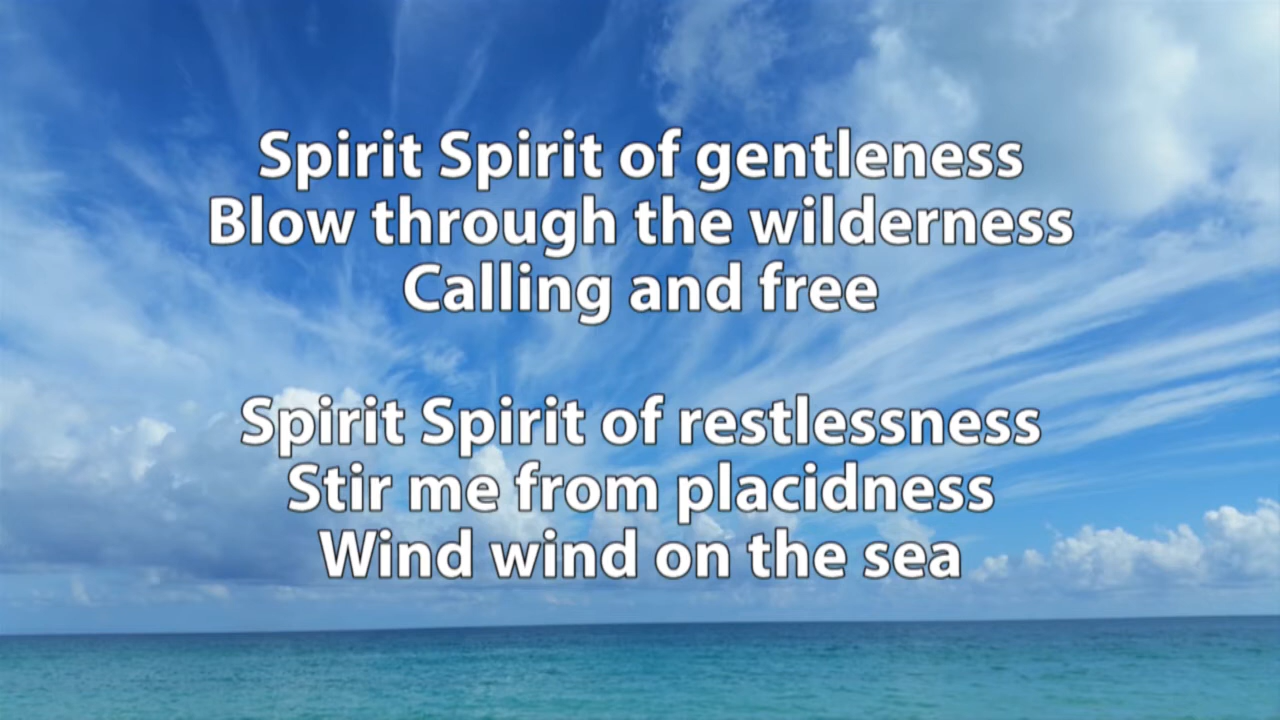 Spirit Spirit of gentleness
Blow through the wilderness
Calling and free
Spirit Spirit of restlessness
Stir me from placidness
Wind wind on the sea